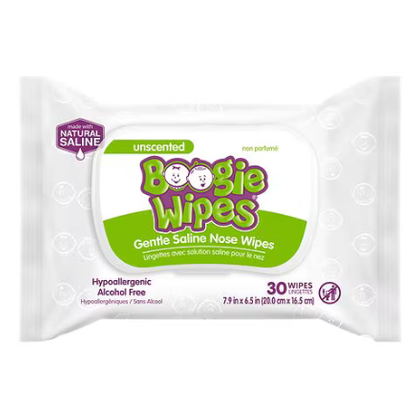 made with
NATURAL
SALINE
unscented
non parfumé
Boogie
Wipes®
Gentle Saline Nose Wipes
Lingettes avec solution saline pour le nez
Hypoallergenic
Alcohol Free
Hypoallergéniques / Sans Alcool
30 WIPES
LINGETTES
7.9 in x 6.5 in (20.0 cm x 16.5 cm)